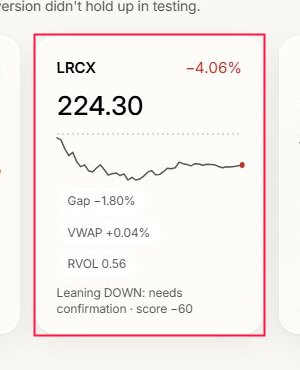 version didn't hold up in testing.
LRCX −4.06%
224.30
Gap −1.80%
VWAP +0.04%
RVOL 0.56
Leaning DOWN: needs
confirmation · score −60